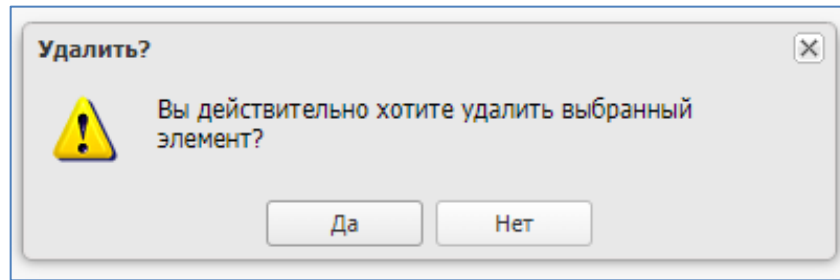 Удалить?
Вы действительно хотите удалить выбранный
элемент?
Да Нет